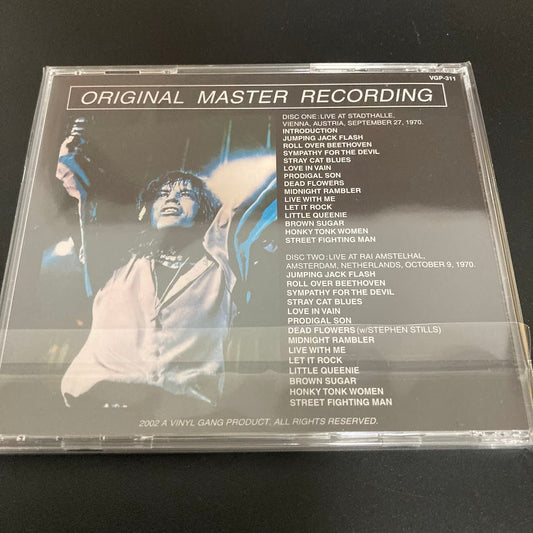 VGP-311
ORIGINAL MASTER RECORDING
DISC ONE : LIVE AT STADTHALLE,
VIENNA, AUSTRIA, SEPTEMBER 27, 1970.
INTRODUCTION
JUMPING JACK FLASH
ROLL OVER BEETHOVEN
SYMPATHY FOR THE DEVIL
STRAY CAT BLUES
LOVE IN VAIN
PRODIGAL SON
DEAD FLOWERS
MIDNIGHT RAMBLER
LIVE WITH ME
LET IT ROCK
LITTLE QUEENIE
BROWN SUGAR
HONKY TONK WOMEN
STREET FIGHTING MAN
DISC TWO : LIVE AT RAI AMSTELHAL,
AMSTERDAM, NETHERLANDS, OCTOBER 9, 1970.
JUMPING JACK FLASH
ROLL OVER BEETHOVEN
SYMPATHY FOR THE DEVIL
STRAY CAT BLUES
LOVE IN VAIN
PRODIGAL SON
DEAD FLOWERS (w/STEPHEN STILLS)
MIDNIGHT RAMBLER
LIVE WITH ME
LET IT ROCK
LITTLE QUEENIE
BROWN SUGAR
HONKY TONK WOMEN
STREET FIGHTING MAN
2002 A VINYL GANG PRODUCT. ALL RIGHTS RESERVED.